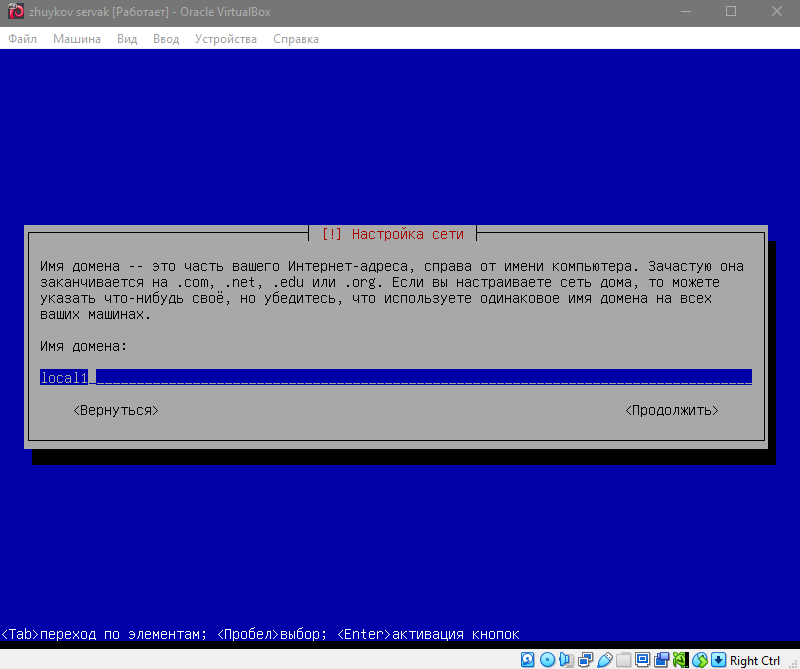 zhuykov servak [Работает] - Oracle VirtualBox
Файл Машина Вид Ввод Устройства Справка
[!] Настройка сети
Имя домена -- это часть вашего Интернет-адреса, справа от имени компьютера. Зачастую она
заканчивается на .com, .net, .edu или .org. Если вы настраиваете сеть дома, то можете
указать что-нибудь своё, но убедитесь, что используете одинаковое имя домена на всех
ваших машинах.
Имя домена:
local1
<Вернуться> <Продолжить>
<Tab>переход по элементам; <Пробел>выбор; <Enter>активация кнопок
Right Ctrl